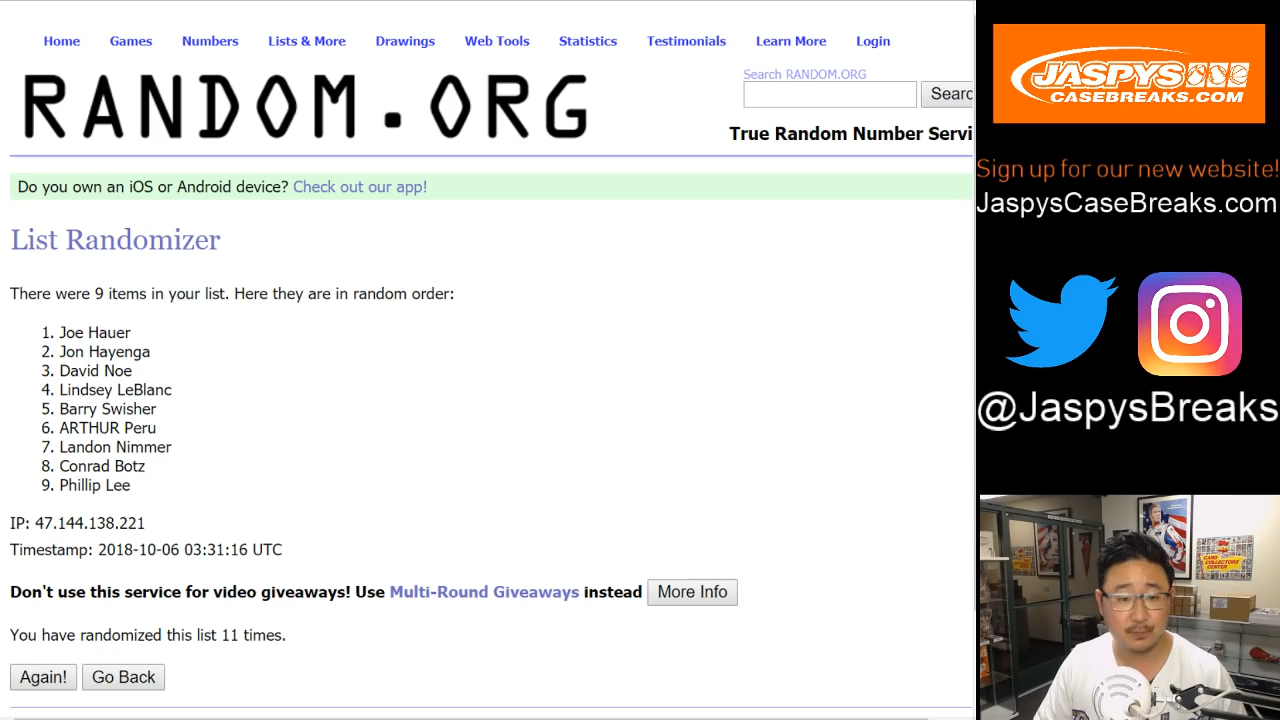 Home Games Numbers Lists & More Drawings Web Tools Statistics Testimonials Learn More Login
RANDOM.ORG
Search RANDOM.ORG
Searc
True Random Number Servi
Do you own an iOS or Android device? Check out our app!
List Randomizer
There were 9 items in your list. Here they are in random order:
1. Joe Hauer
2. Jon Hayenga
3. David Noe
4. Lindsey LeBlanc
5. Barry Swisher
6. ARTHUR Peru
7. Landon Nimmer
8. Conrad Botz
9. Phillip Lee
IP: 47.144.138.221
Timestamp: 2018-10-06 03:31:16 UTC
Don't use this service for video giveaways! Use Multi-Round Giveaways instead More Info
You have randomized this list 11 times.
Again! Go Back
JASPYS
CASEBREAKS.COM
Sign up for our new website!
JaspysCaseBreaks.com
@JaspysBreaks
CARD
COLLECTORS
CENTER